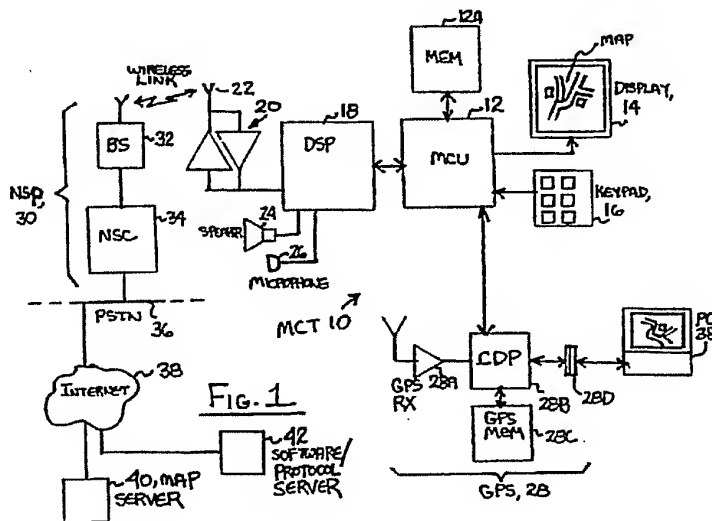 12A
MEM
MAP
WIRELESS
LINK
22
20
18
DSP
12
MCU
DISPLAY,
14
BS
32
NSP,
30
34
NSC
24
SPEAKER
26
MICROPHONE
KEYPAD,
16
PSTN
36
MCT 10
INTERNET
38
FIG. 1
GPS
RX
28A
CDP
28B
28D
PC
38
GPS
MEM
28C
GPS, 28
42
SOFTWARE/
PROTOCOL
SERVER
40, MAP
SERVER